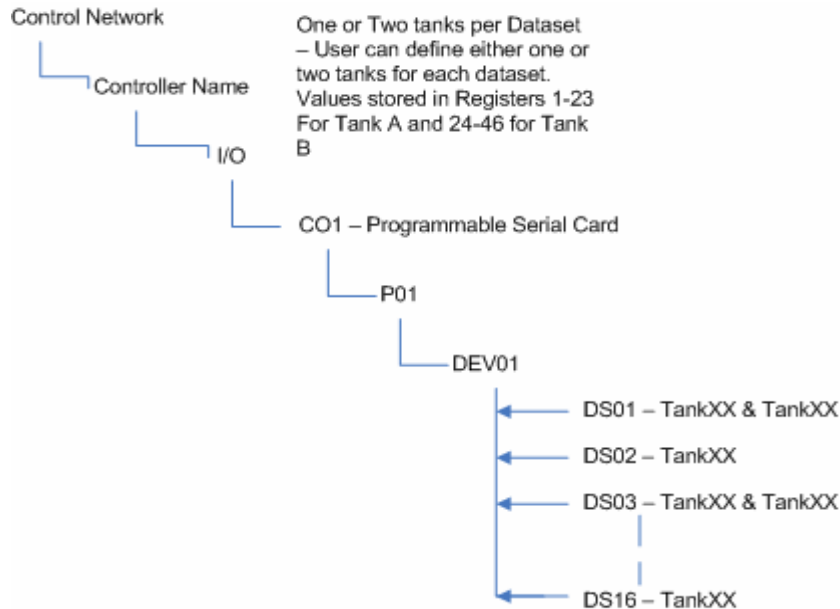 Control Network
One or Two tanks per Dataset
– User can define either one or
two tanks for each dataset.
Values stored in Registers 1-23
For Tank A and 24-46 for Tank
B
Controller Name
I/O
CO1 – Programmable Serial Card
P01
DEV01
DS01 – TankXX & TankXX
DS02 – TankXX
DS03 – TankXX & TankXX
DS16 – TankXX